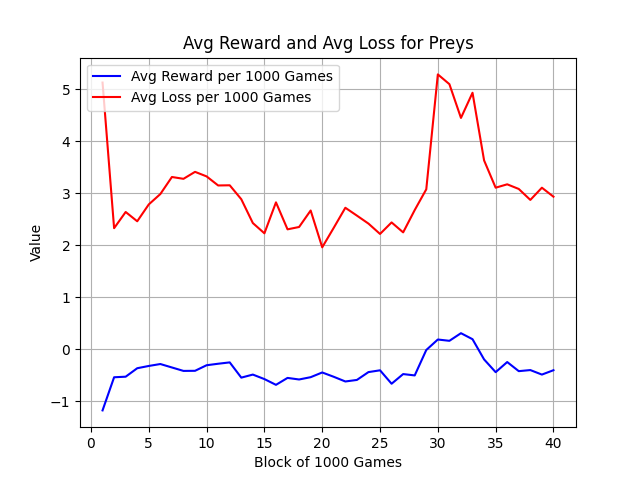 Avg Reward and Avg Loss for Preys
Avg Reward per 1000 Games
Avg Loss per 1000 Games
5
4
3
2
1
0
−1
Value
0 5 10 15 20 25 30 35 40
Block of 1000 Games